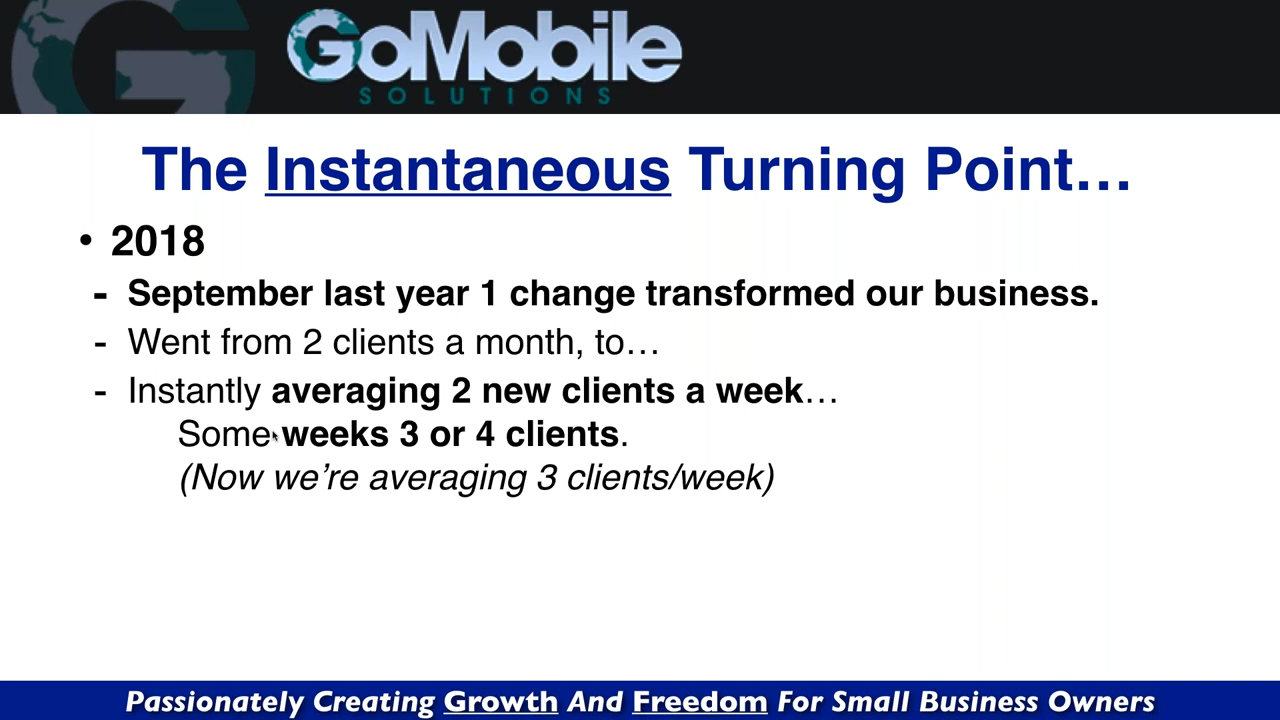 GoMobile
SOLUTIONS
The Instantaneous Turning Point…
• 2018
- September last year 1 change transformed our business.
- Went from 2 clients a month, to…
- Instantly averaging 2 new clients a week…
Some weeks 3 or 4 clients.
(Now we’re averaging 3 clients/week)
Passionately Creating Growth And Freedom For Small Business Owners